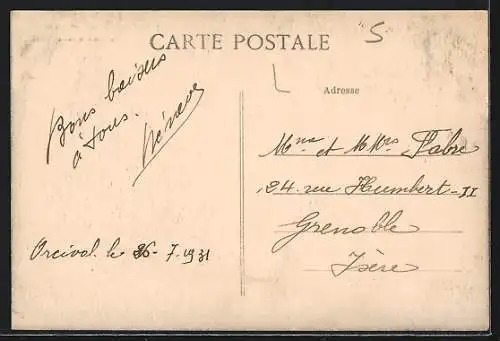 CARTE POSTALE
S
L
Adresse
Bons baisers
à tous.
Orcival le 26-7-1931
Mme et M Mrs Fabre
24 rue Humbert-II
Grenoble
Isère